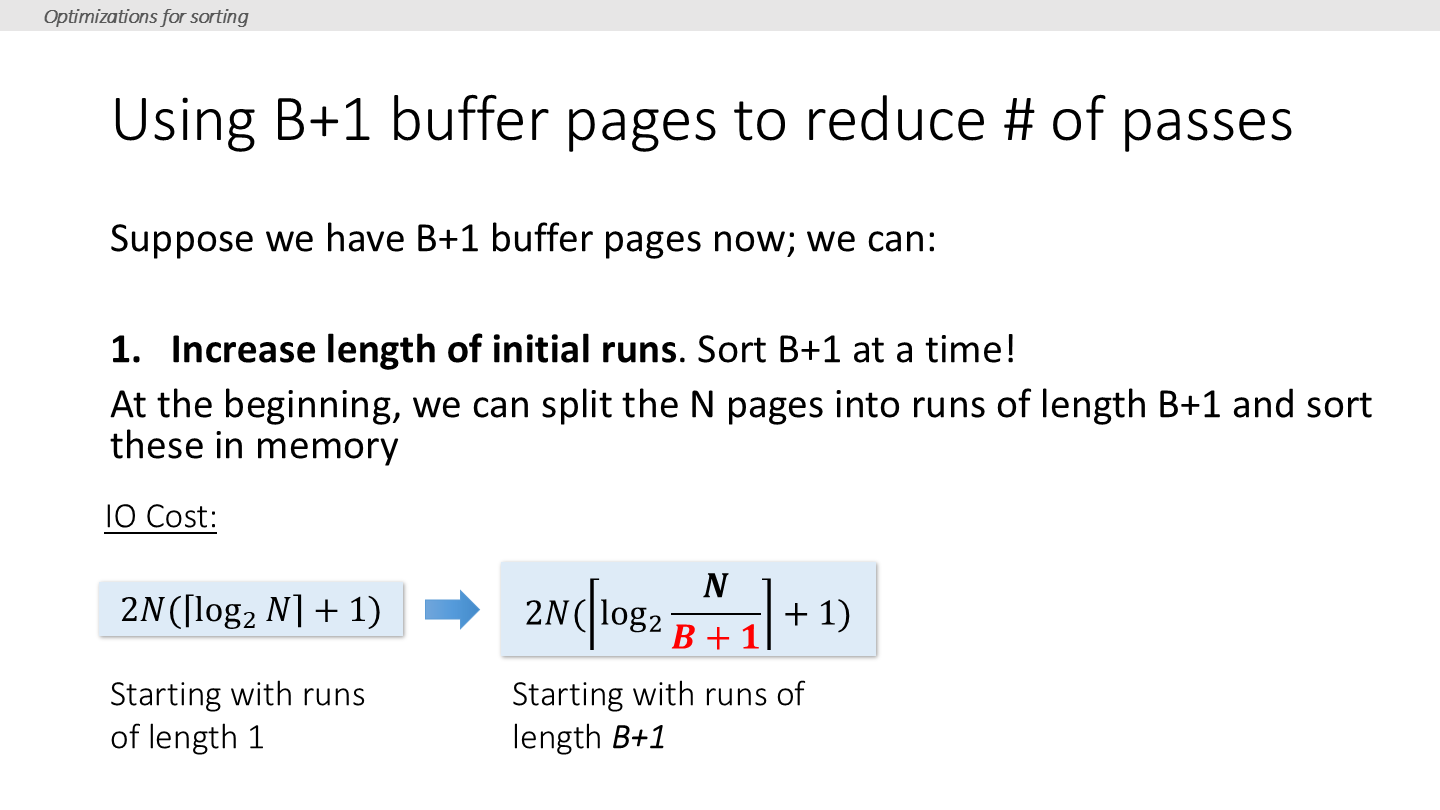 Optimizations for sorting
Using B+1 buffer pages to reduce # of passes
Suppose we have B+1 buffer pages now; we can:
1. Increase length of initial runs. Sort B+1 at a time!
At the beginning, we can split the N pages into runs of length B+1 and sort
these in memory
IO Cost:
2N(⌈log₂ N⌉ + 1)
2N(⌈log₂ N/(B + 1)⌉ + 1)
Starting with runs
of length 1
Starting with runs of
length B+1